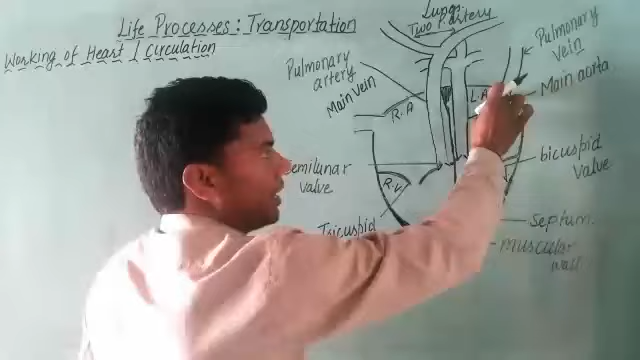 Life Processes: Transportation
Working of Heart / Circulation
Lungs
Two P. artery
Pulmonary
artery
Main vein
Pulmonary
vein
Main aorta
R.A
L.A
emilunar
valve
R.V
bicuspid
Valve
Tricuspid
Septum.
muscular
wall